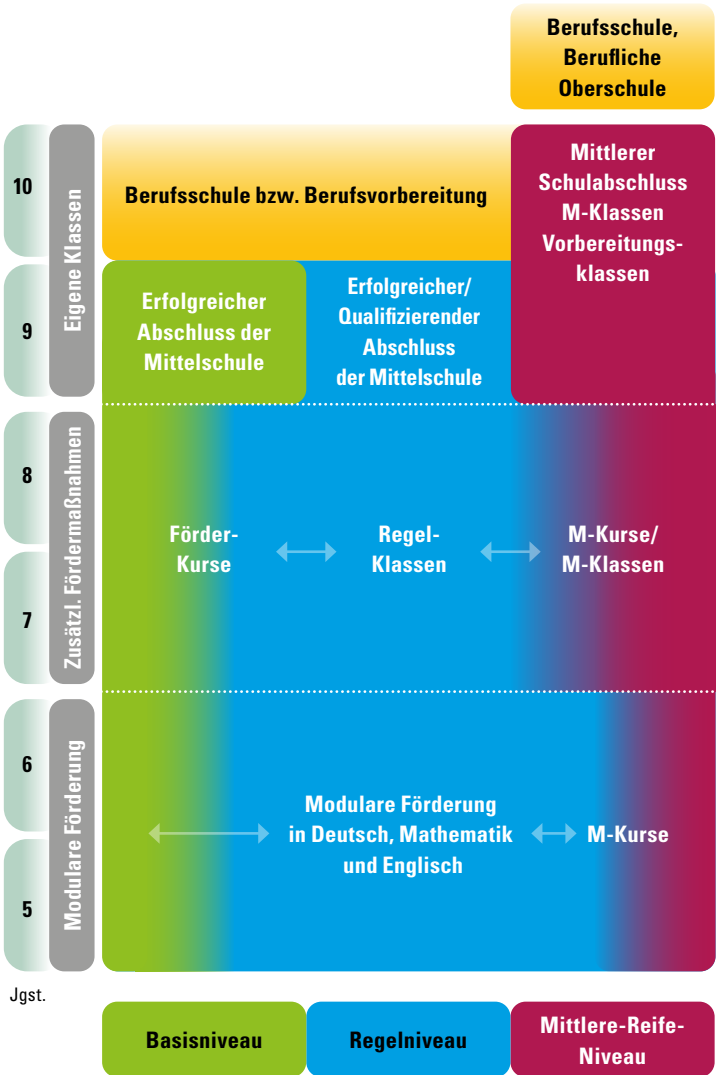 Berufsschule,
Berufliche
Oberschule
10
9
Eigene Klassen
Berufsschule bzw. Berufsvorbereitung
Mittlerer
Schulabschluss
M-Klassen
Vorbereitungs-
klassen
Erfolgreicher
Abschluss der
Mittelschule
Erfolgreicher/
Qualifizierender
Abschluss
der Mittelschule
8
7
Zusätzl. Fördermaßnahmen
Förder-
Kurse
Regel-
Klassen
M-Kurse/
M-Klassen
6
5
Modulare Förderung
Modulare Förderung
in Deutsch, Mathematik
und Englisch
M-Kurse
Jgst.
Basisniveau
Regelniveau
Mittlere-Reife-
Niveau